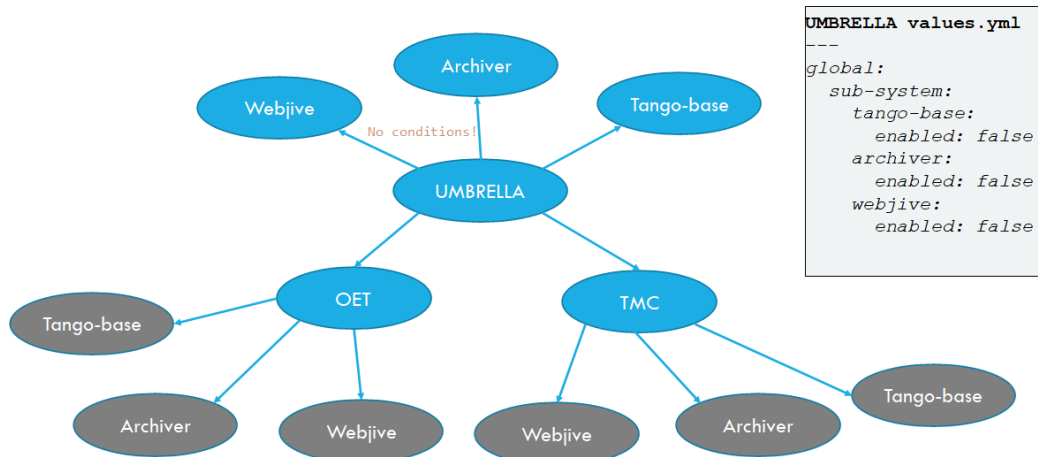 Archiver
Webjive
Tango-base
No conditions!
UMBRELLA
OET
TMC
Tango-base
Tango-base
Archiver
Webjive
Webjive
Archiver
UMBRELLA values.yml
---
global:
  sub-system:
    tango-base:
      enabled: false
    archiver:
      enabled: false
    webjive:
      enabled: false